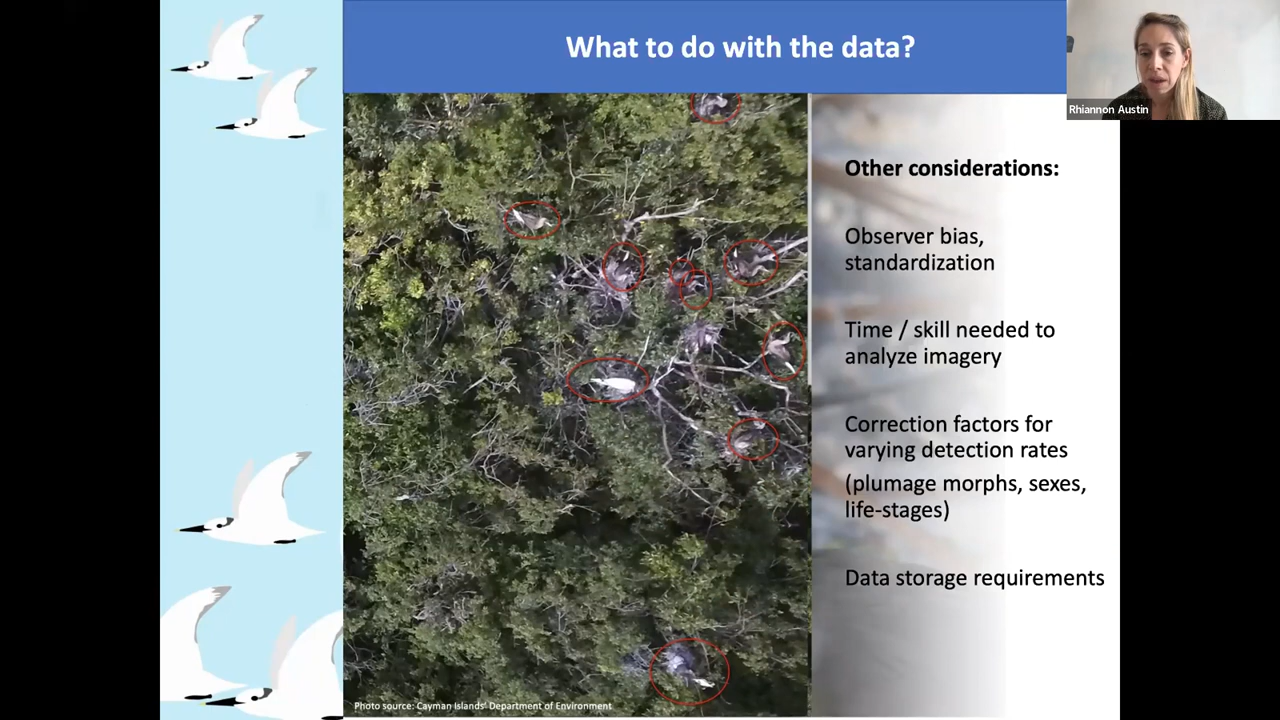 What to do with the data?
Rhiannon Austin
Other considerations:
Observer bias,
standardization
Time / skill needed to
analyze imagery
Correction factors for
varying detection rates
(plumage morphs, sexes,
life-stages)
Data storage requirements
Photo source: Cayman Islands' Department of Environment